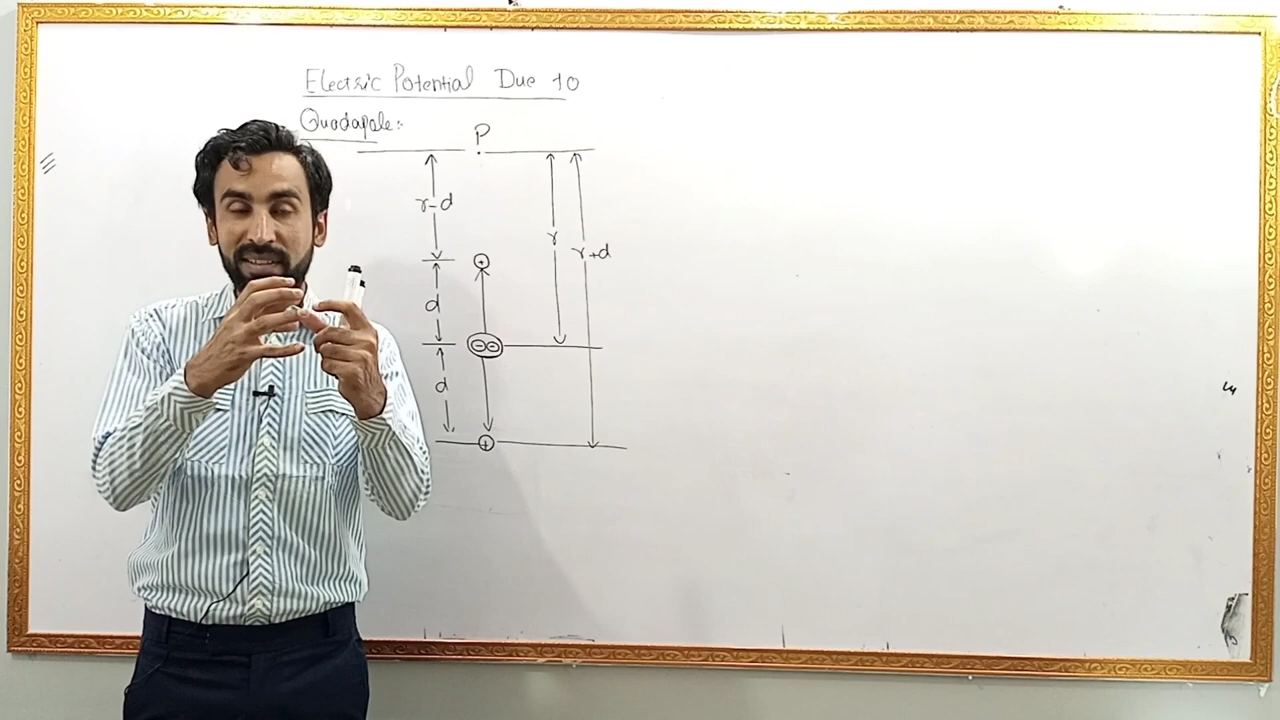 Electric Potential Due to
Quadapole:
P
r-d
r
r+d
+
d
--
d
+